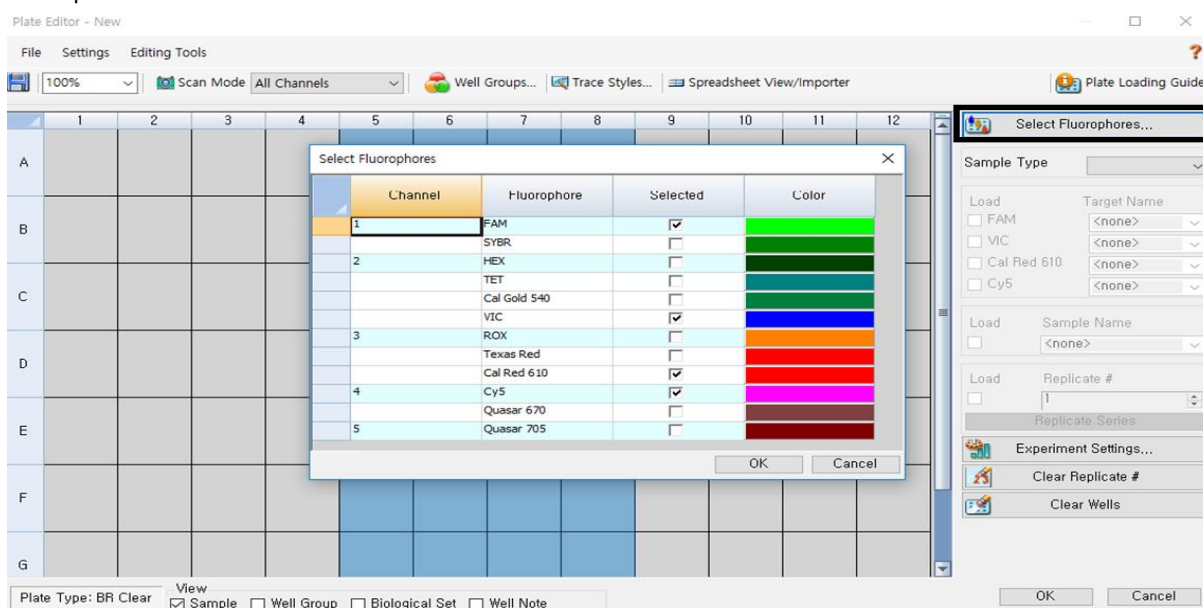 Plate Editor - New
File Settings Editing Tools ?
100% Scan Mode All Channels Well Groups... Trace Styles... Spreadsheet View/Importer Plate Loading Guide
1 2 3 4 5 6 7 8 9 10 11 12
A
B
C
D
E
F
G
Select Fluorophores
Channel Fluorophore Selected Color
1 FAM
SYBR
2 HEX
TET
Cal Gold 540
VIC
3 ROX
Texas Red
Cal Red 610
4 Cy5
Quasar 670
5 Quasar 705
OK Cancel
Select Fluorophores...
Sample Type
Load Target Name
FAM <none>
VIC <none>
Cal Red 610 <none>
Cy5 <none>
Load Sample Name
<none>
Load Replicate #
1
Replicate Series
Experiment Settings...
Clear Replicate #
Clear Wells
Plate Type: BR Clear
View
Sample Well Group Biological Set Well Note
OK Cancel